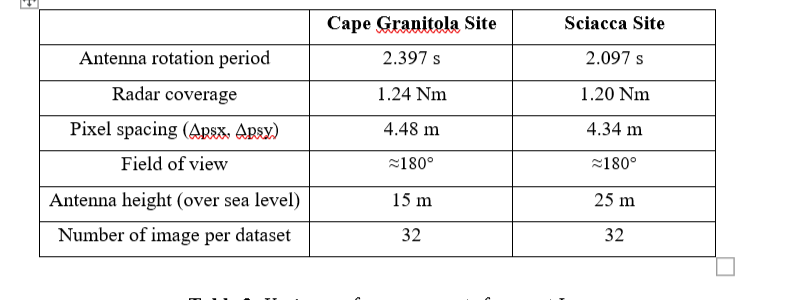 Cape Granitola Site Sciacca Site
Antenna rotation period 2.397 s 2.097 s
Radar coverage 1.24 Nm 1.20 Nm
Pixel spacing (Δpsx, Δpsy) 4.48 m 4.34 m
Field of view ≈180° ≈180°
Antenna height (over sea level) 15 m 25 m
Number of image per dataset 32 32